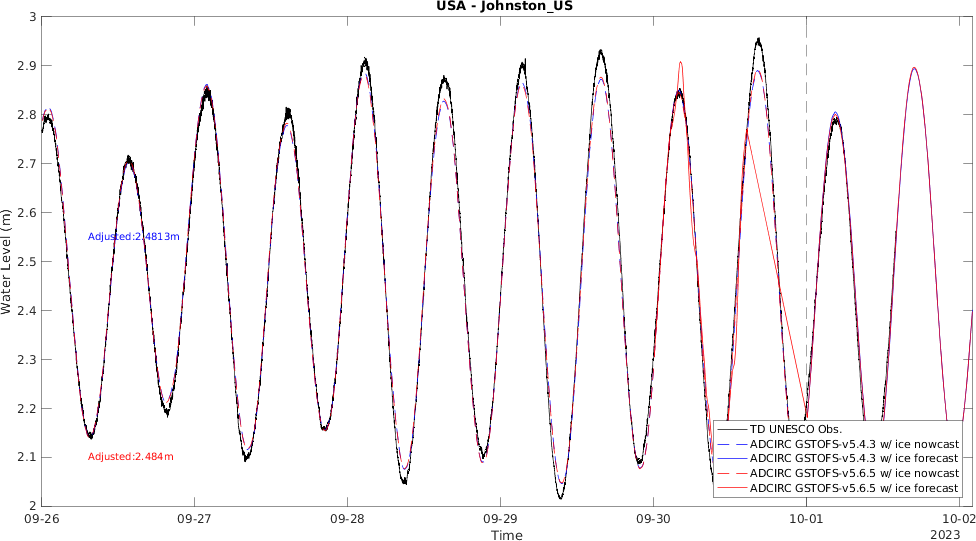 USA - Johnston_US
3
2.9
2.8
2.7
2.6
2.5
2.4
2.3
2.2
2.1
2
Water Level (m)
Adjusted:2.4813m
Adjusted:2.484m
TD UNESCO Obs.
ADCIRC GSTOFS-v5.4.3 w/ ice nowcast
ADCIRC GSTOFS-v5.4.3 w/ ice forecast
ADCIRC GSTOFS-v5.6.5 w/ ice nowcast
ADCIRC GSTOFS-v5.6.5 w/ ice forecast
09-26 09-27 09-28 09-29 09-30 10-01 10-02
Time
2023